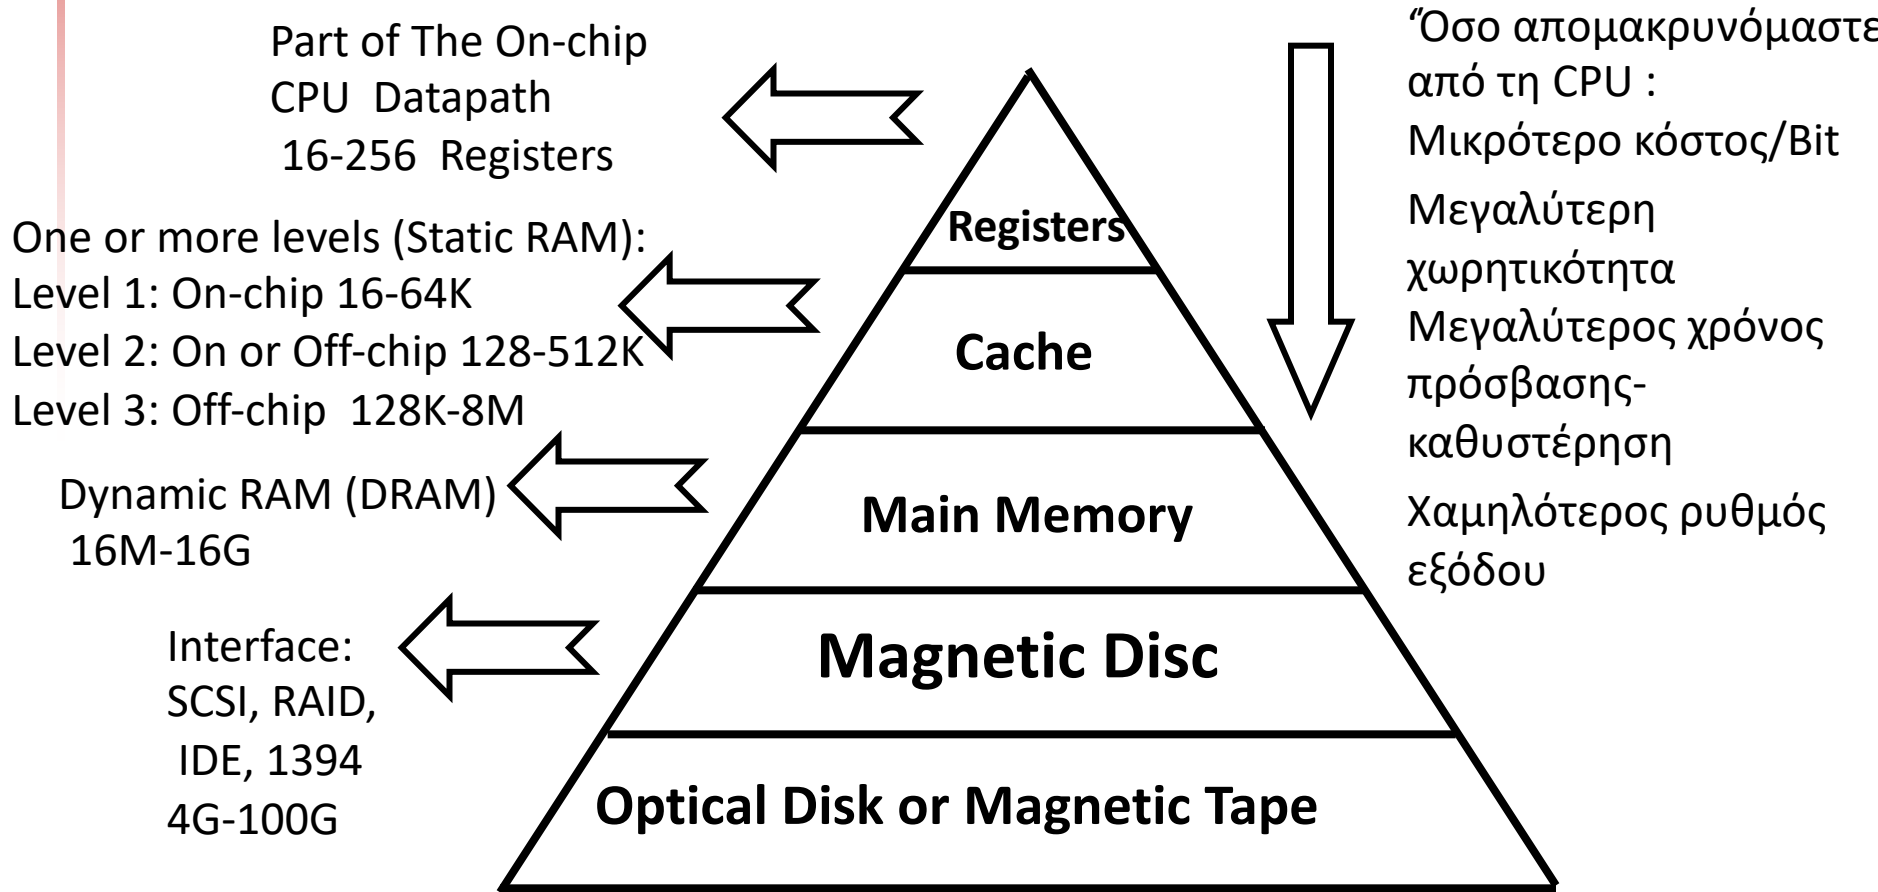 Part of The On-chip
CPU Datapath
16-256 Registers
One or more levels (Static RAM):
Level 1: On-chip 16-64K
Level 2: On or Off-chip 128-512K
Level 3: Off-chip 128K-8M
Dynamic RAM (DRAM)
16M-16G
Interface:
SCSI, RAID,
IDE, 1394
4G-100G
Registers
Cache
Main Memory
Magnetic Disc
Optical Disk or Magnetic Tape
‘Όσο απομακρυνόμαστε
από τη CPU :
Μικρότερο κόστος/Bit
Μεγαλύτερη
χωρητικότητα
Μεγαλύτερος χρόνος
πρόσβασης-
καθυστέρηση
Χαμηλότερος ρυθμός
εξόδου